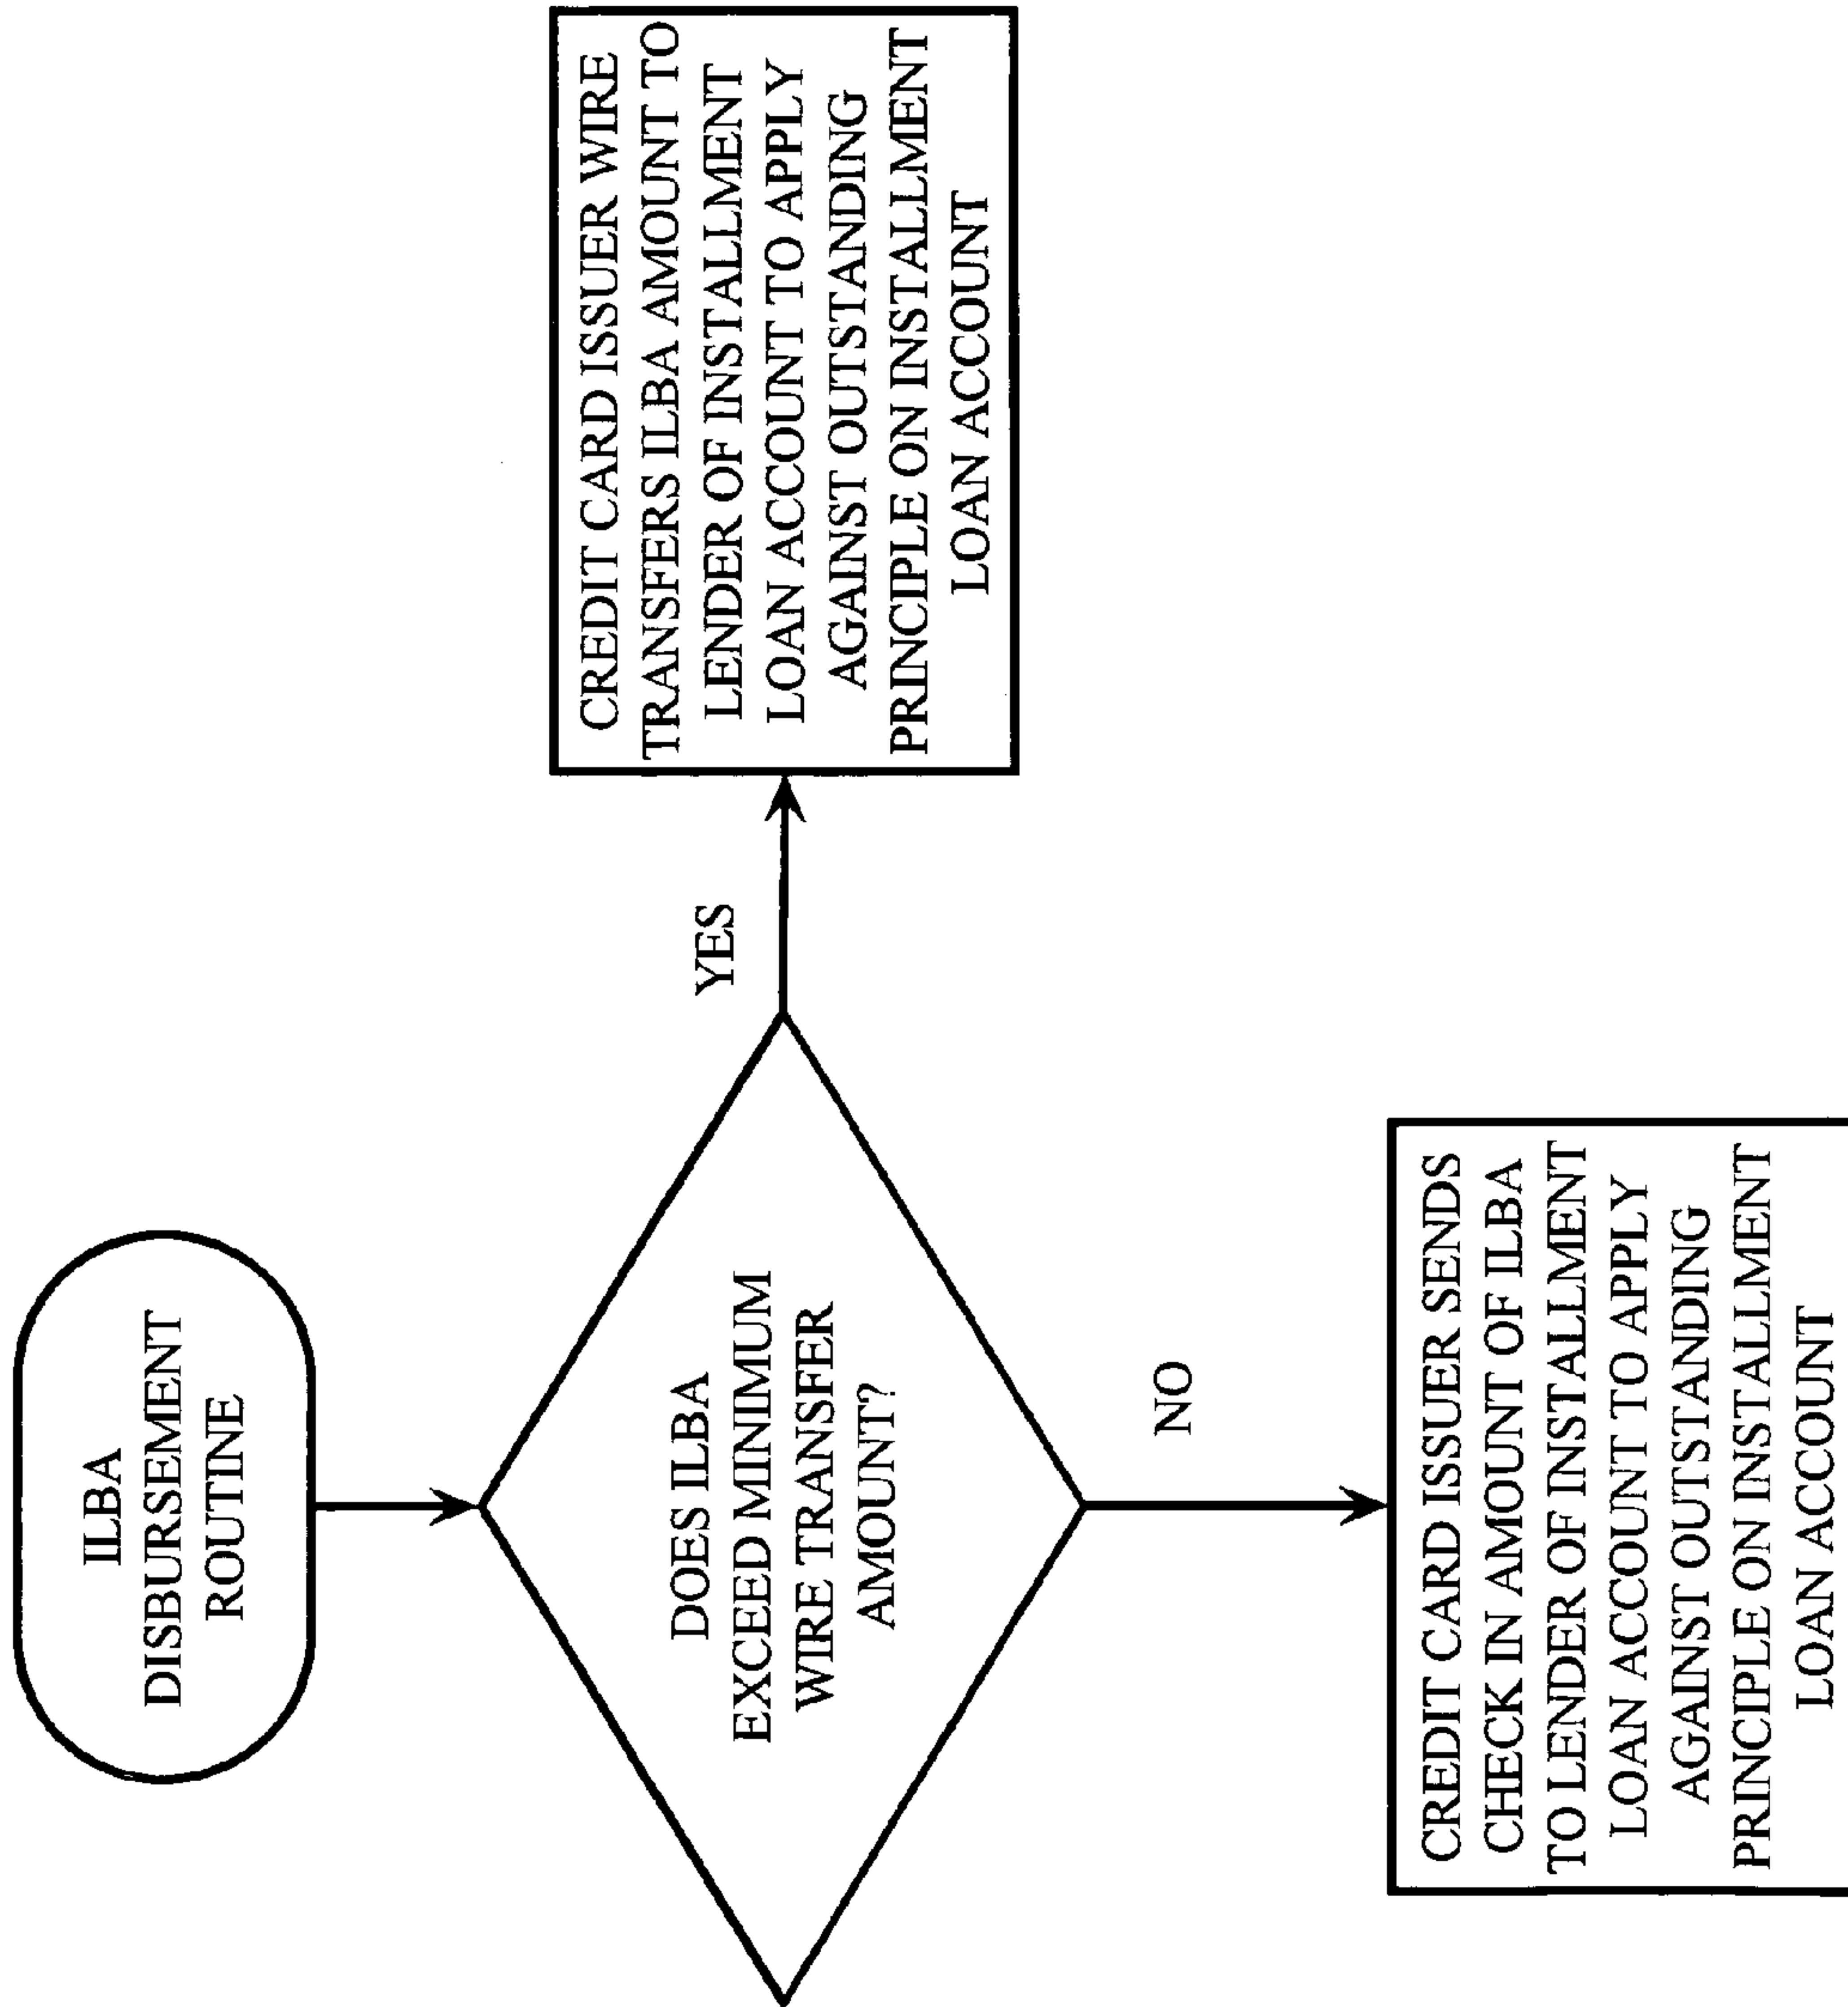 ILBA
DISBURSEMENT
ROUTINE
DOES ILBA
EXCEED MINIMUM
WIRE TRANSFER
AMOUNT?
YES
CREDIT CARD ISSUER WIRE
TRANSFERS ILBA AMOUNT TO
LENDER OF INSTALLMENT
LOAN ACCOUNT TO APPLY
AGAINST OUTSTANDING
PRINCIPLE ON INSTALLMENT
LOAN ACCOUNT
NO
CREDIT CARD ISSUER SENDS
CHECK IN AMOUNT OF ILBA
TO LENDER OF INSTALLMENT
LOAN ACCOUNT TO APPLY
AGAINST OUTSTANDING
PRINCIPLE ON INSTALLMENT
LOAN ACCOUNT